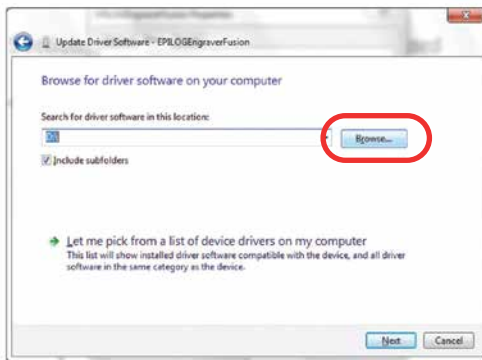 Update Driver Software - EPILOGEngraverFusion
Browse for driver software on your computer
Search for driver software in this location:
D:\
Browse...
Include subfolders
Let me pick from a list of device drivers on my computer
This list will show installed driver software compatible with the device, and all driver
software in the same category as the device.
Next
Cancel